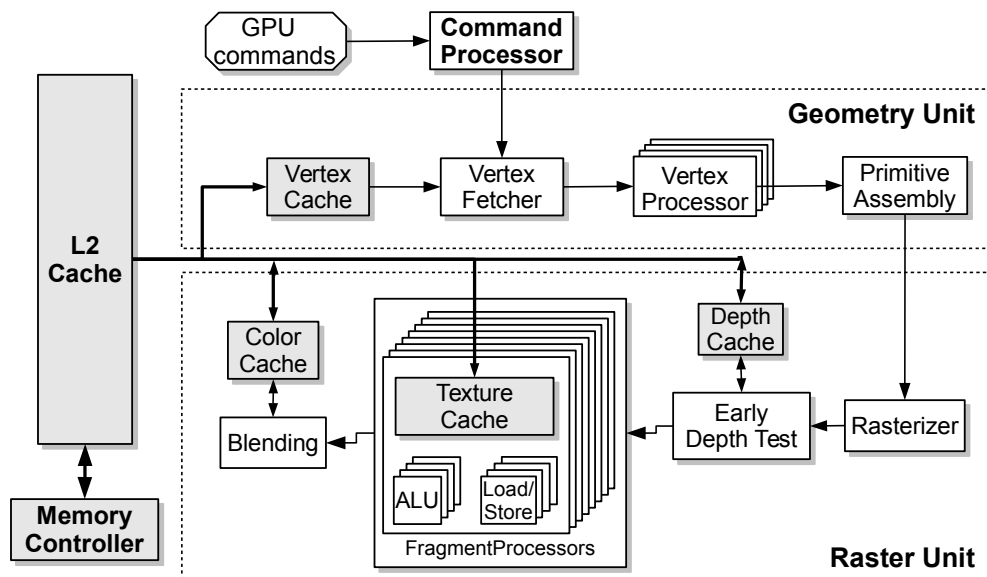 GPU
commands
Command
Processor
Geometry Unit
Vertex
Cache
Vertex
Fetcher
Vertex
Processor
Primitive
Assembly
L2
Cache
Color
Cache
Depth
Cache
Texture
Cache
Blending
Early
Depth Test
Rasterizer
ALU
Load/
Store
FragmentProcessors
Memory
Controller
Raster Unit